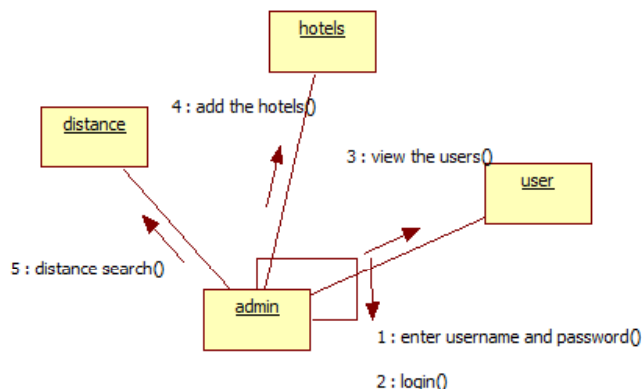 hotels
4 : add the hotels()
distance
3 : view the users()
user
5 : distance search()
admin
1 : enter username and password()
2 : login()